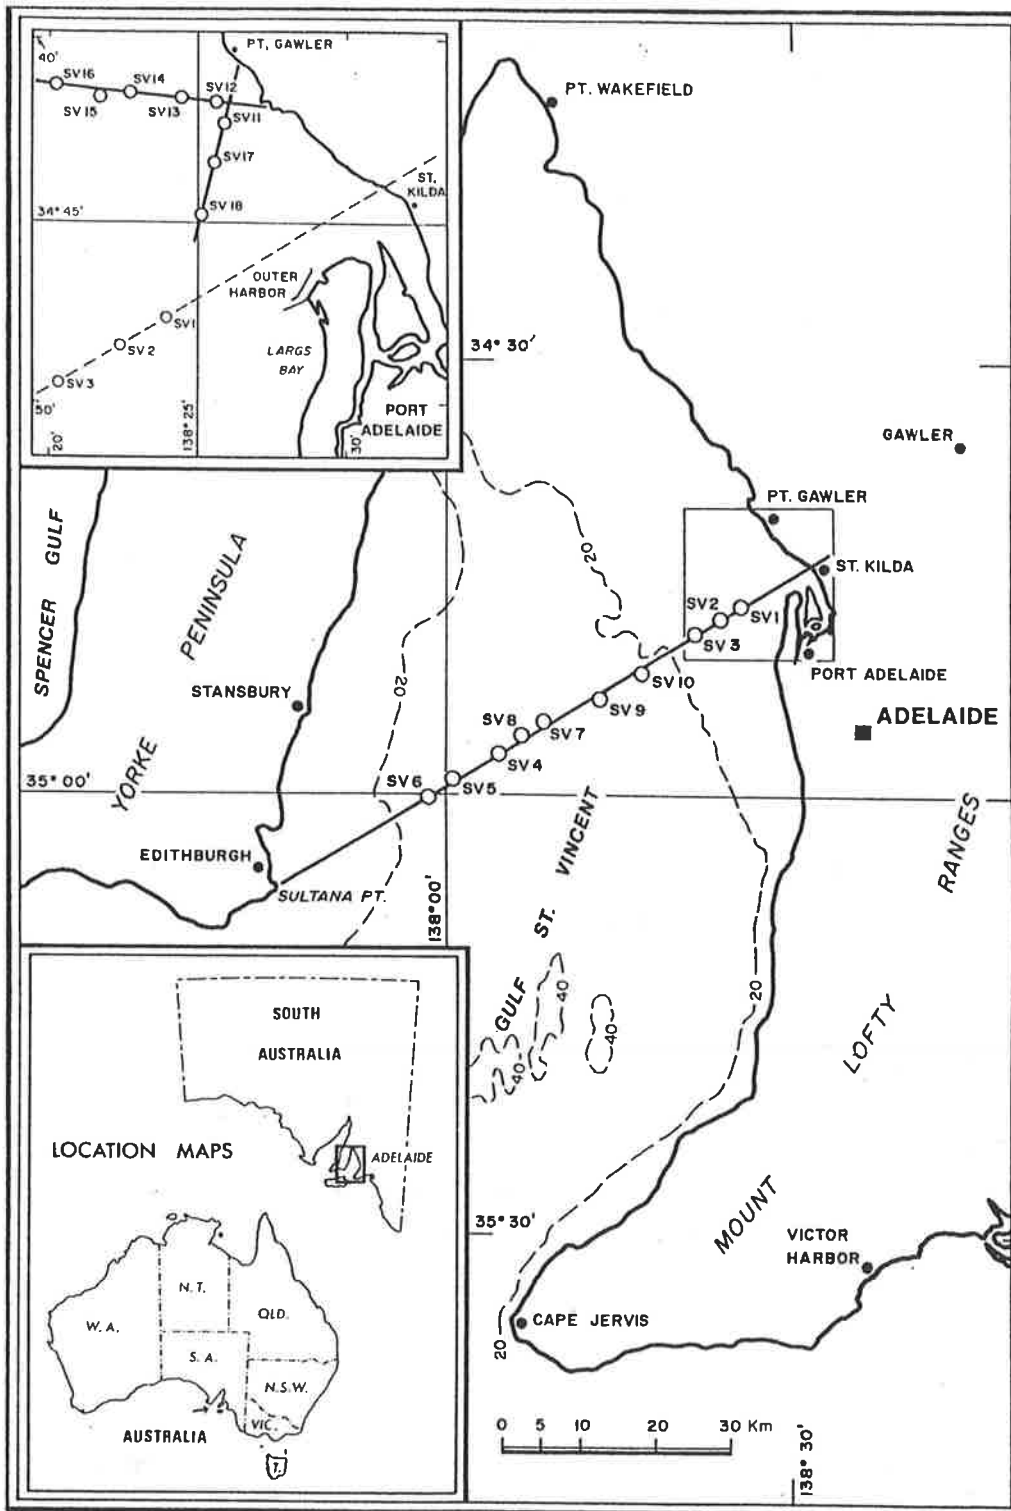 40'
PT. GAWLER
SV16
SV14
SV12
SV15
SV13
SV11
SV17
ST.
KILDA
34° 45'
SV18
OUTER
HARBOR
SV1
SV2
LARGS
BAY
SV3
50'
20'
138° 25'
30'
PORT
ADELAIDE
PT. WAKEFIELD
34° 30'
GAWLER
PT. GAWLER
ST. KILDA
20
SPENCER GULF
PENINSULA
YORKE
STANSBURY
20
SV2
SV1
SV3
SV10
PORT ADELAIDE
SV9
ADELAIDE
SV8
SV7
SV4
35° 00'
SV6
SV5
EDITHBURGH
SULTANA PT.
138° 00'
GULF ST. VINCENT
MOUNT LOFTY RANGES
40
40
40
20
SOUTH
AUSTRALIA
LOCATION MAPS
ADELAIDE
N.T.
W.A.
QLD.
S.A.
N.S.W.
VIC.
AUSTRALIA
T.
35° 30'
VICTOR
HARBOR
CAPE JERVIS
20
0 5 10 20 30 Km
138° 30'